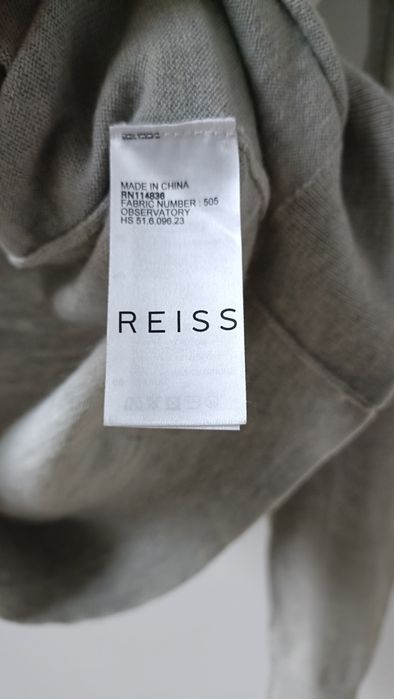 MADE IN CHINA
RN114836
FABRIC NUMBER : 505
OBSERVATORY
HS 51.6.096.23
REISS